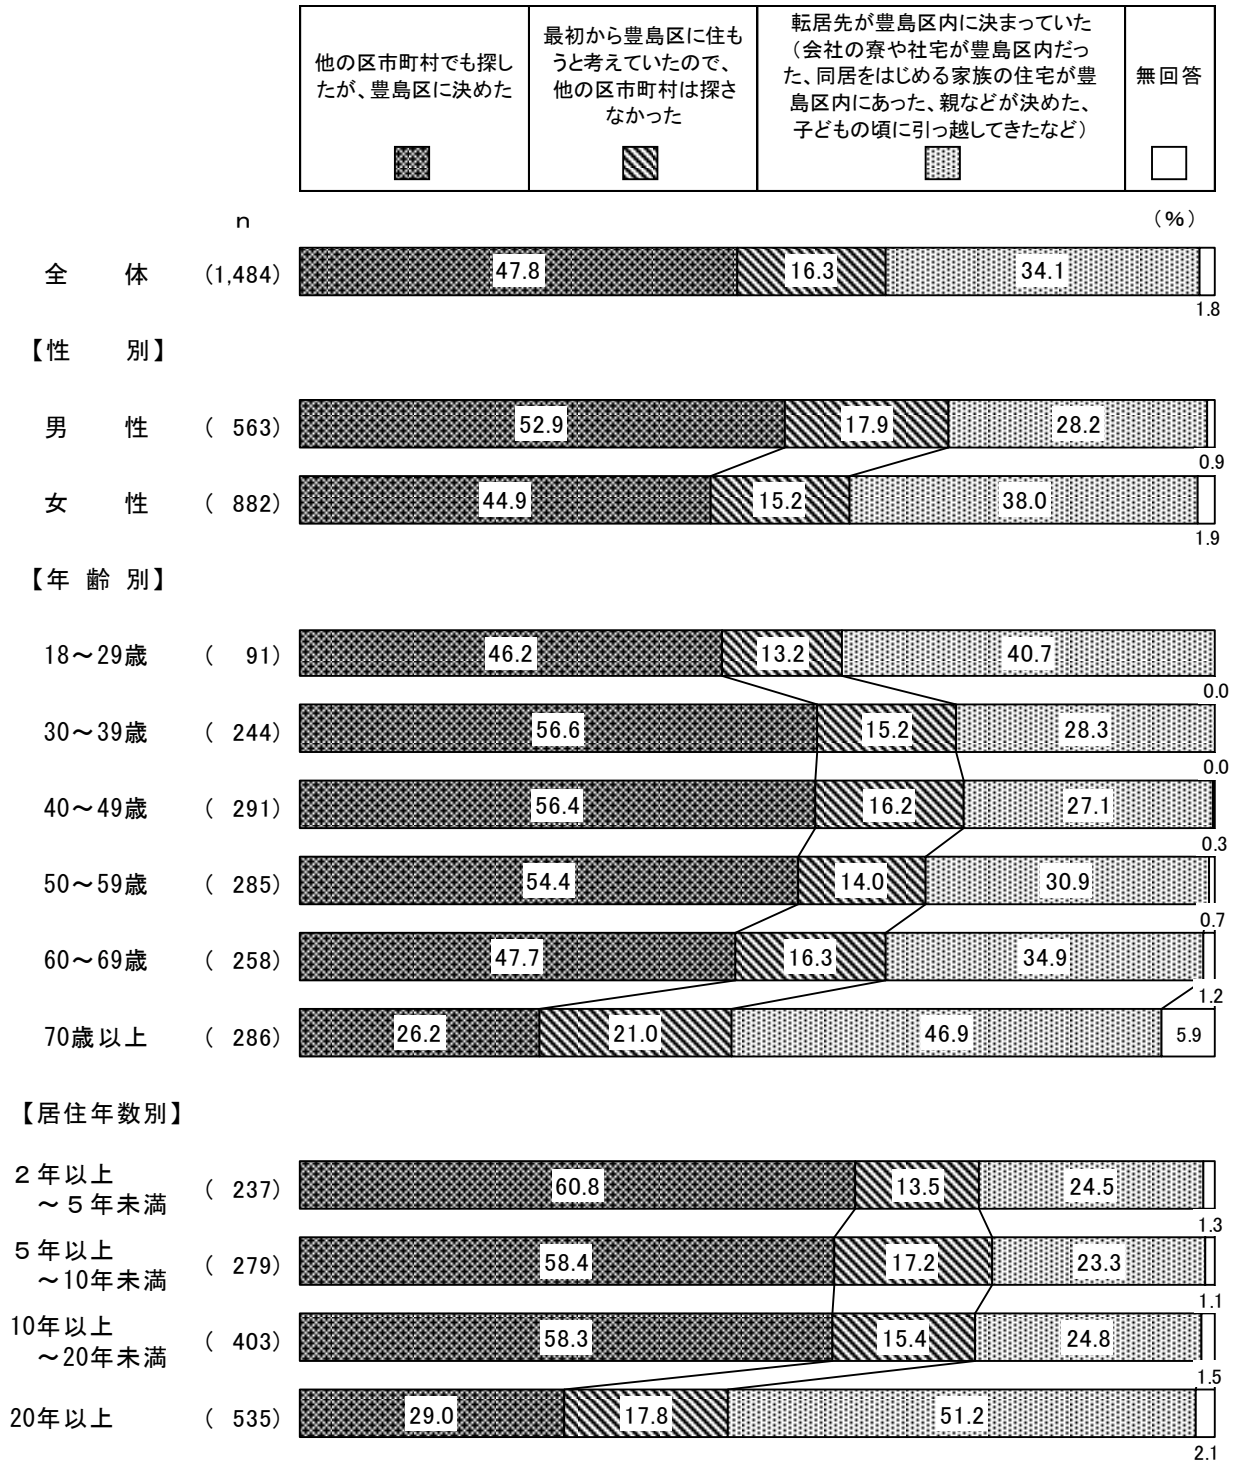 他の区市町村でも探し
たが、豊島区に決めた
最初から豊島区に住も
うと考えていたので、
他の区市町村は探さ
なかった
転居先が豊島区内に決まっていた
（会社の寮や社宅が豊島区内だっ
た、同居をはじめる家族の住宅が豊
島区内にあった、親などが決めた、
子どもの頃に引っ越してきたなど）
無回答
ｎ
（％）
全　体 (1,484) 47.8 16.3 34.1
1.8
【性　別】
男　性 ( 563) 52.9 17.9 28.2
0.9
女　性 ( 882) 44.9 15.2 38.0
1.9
【年 齢 別】
18～29歳 ( 91) 46.2 13.2 40.7
0.0
30～39歳 ( 244) 56.6 15.2 28.3
0.0
40～49歳 ( 291) 56.4 16.2 27.1
0.3
50～59歳 ( 285) 54.4 14.0 30.9
0.7
60～69歳 ( 258) 47.7 16.3 34.9
1.2
70歳以上 ( 286) 26.2 21.0 46.9 5.9
【居住年数別】
２年以上
～５年未満 ( 237) 60.8 13.5 24.5
1.3
５年以上
～10年未満 ( 279) 58.4 17.2 23.3
1.1
10年以上
～20年未満 ( 403) 58.3 15.4 24.8
1.5
20年以上 ( 535) 29.0 17.8 51.2
2.1